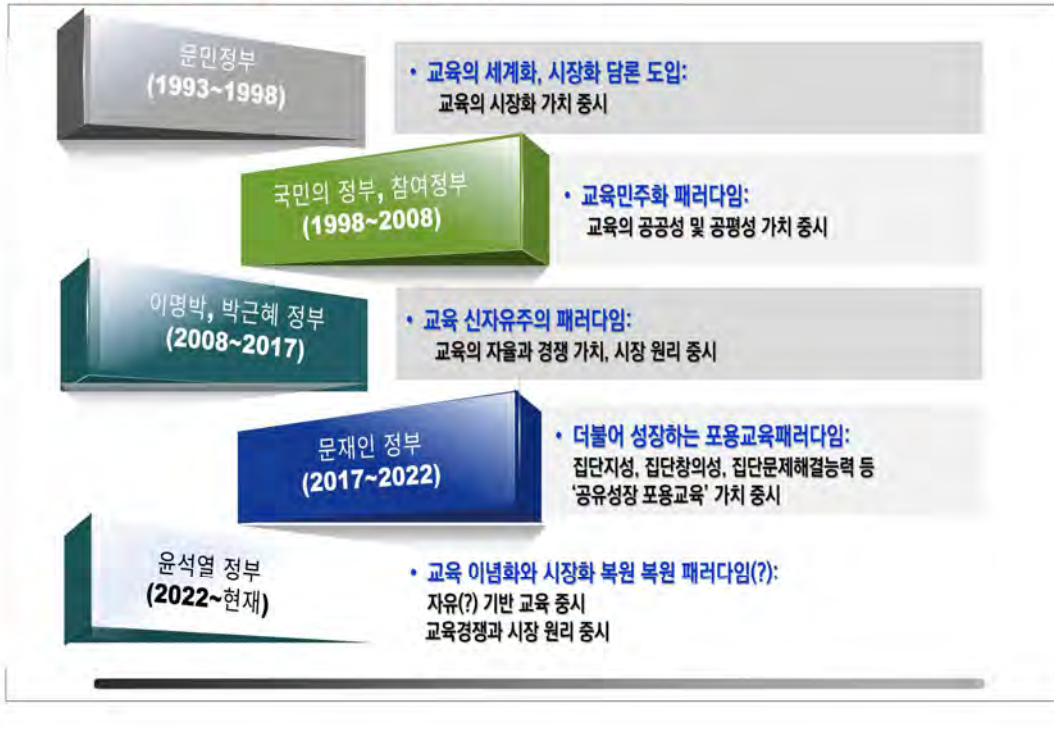 문민정부
(1993~1998)
• 교육의 세계화, 시장화 담론 도입:
교육의 시장화 가치 중시
국민의 정부, 참여정부
(1998~2008)
• 교육민주화 패러다임:
교육의 공공성 및 공평성 가치 중시
이명박, 박근혜 정부
(2008~2017)
• 교육 신자유주의 패러다임:
교육의 자율과 경쟁 가치, 시장 원리 중시
문재인 정부
(2017~2022)
• 더불어 성장하는 포용교육패러다임:
집단지성, 집단창의성, 집단문제해결능력 등
‘공유성장 포용교육’ 가치 중시
윤석열 정부
(2022~현재)
• 교육 이념화와 시장화 복원 복원 패러다임(?):
자유(?) 기반 교육 중시
교육경쟁과 시장 원리 중시